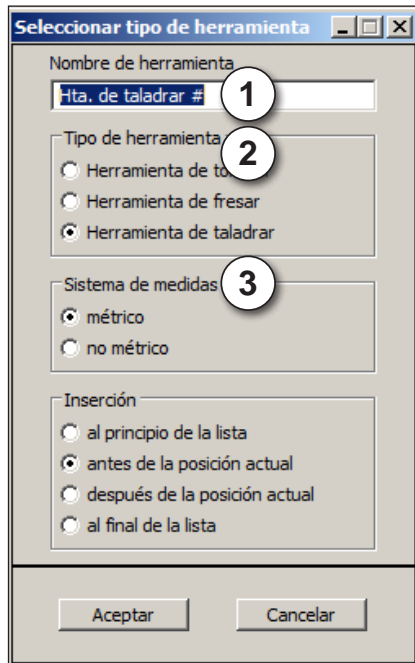 Seleccionar tipo de herramienta
Nombre de herramienta
Hta. de taladrar #
1
Tipo de herramienta
2
Herramienta de
Herramienta de fresar
Herramienta de taladrar
Sistema de medidas
3
métrico
no métrico
Inserción
al principio de la lista
antes de la posición actual
después de la posición actual
al final de la lista
Aceptar
Cancelar